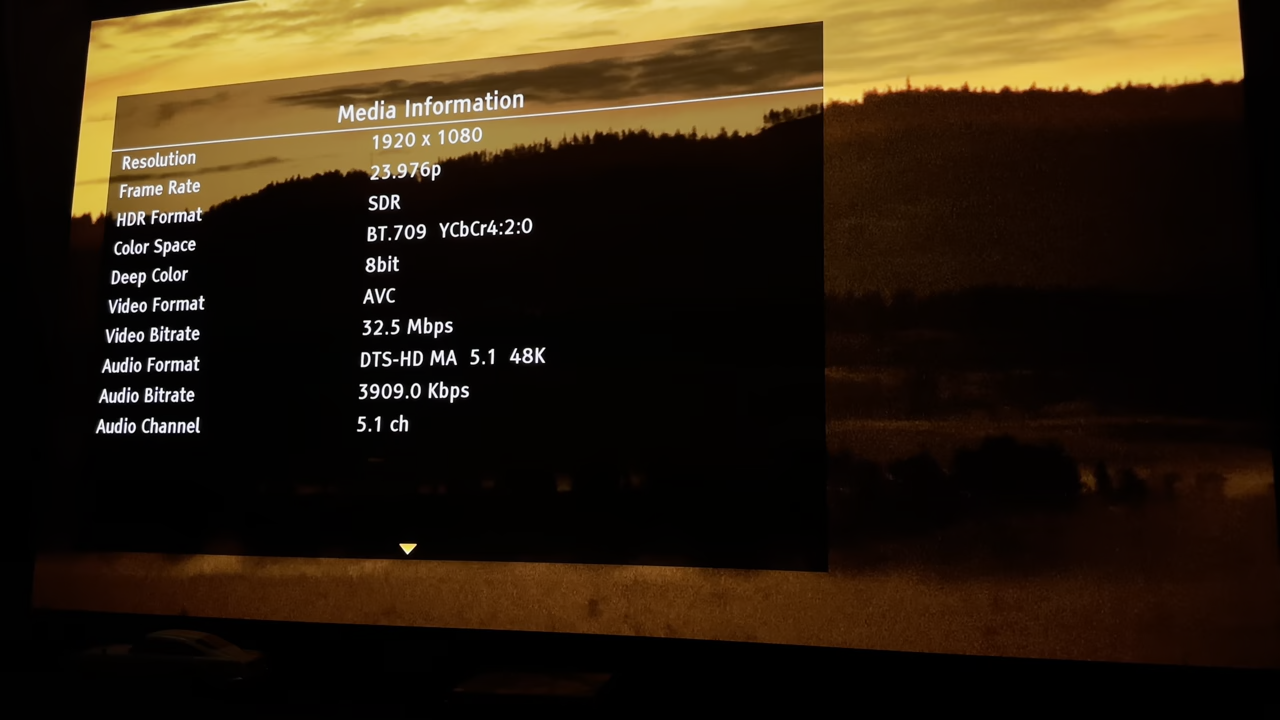 Media Information
Resolution 1920 x 1080
Frame Rate 23.976p
HDR Format SDR
Color Space BT.709 YCbCr4:2:0
Deep Color 8bit
Video Format AVC
Video Bitrate 32.5 Mbps
Audio Format DTS-HD MA 5.1 48K
Audio Bitrate 3909.0 Kbps
Audio Channel 5.1 ch